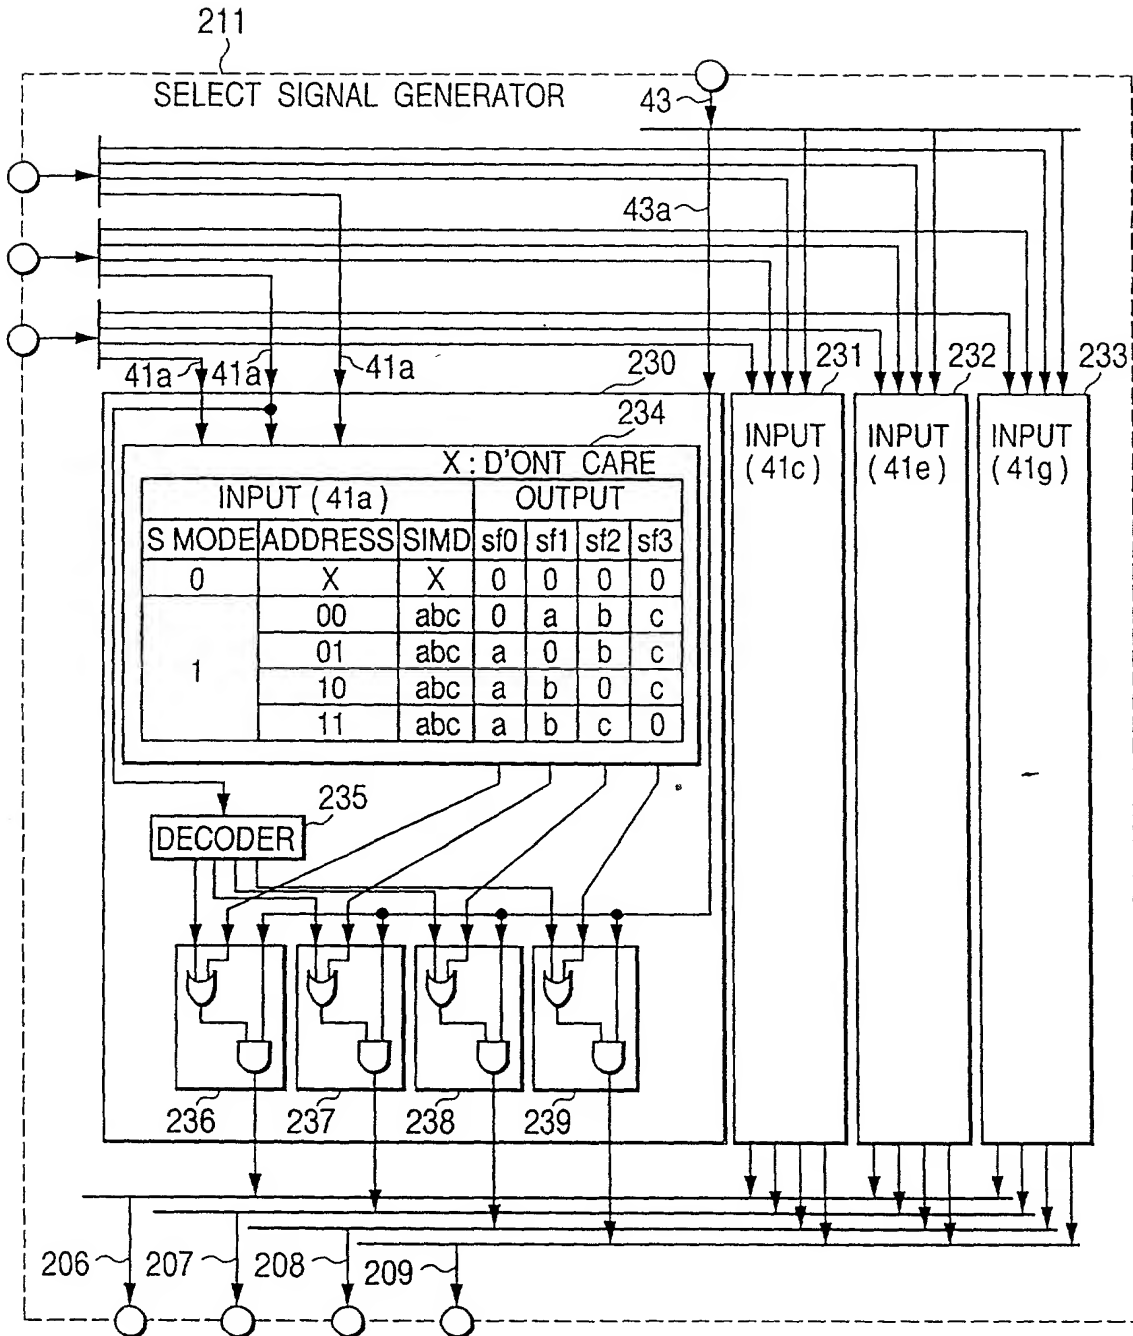 211
SELECT SIGNAL GENERATOR
43
43a
41a
41a
41a
230
231
232
233
234
X : D'ONT CARE
INPUT ( 41a )
OUTPUT
S MODE ADDRESS SIMD sf0 sf1 sf2 sf3
0 X X 0 0 0 0
1
00 abc 0 a b c
01 abc a 0 b c
10 abc a b 0 c
11 abc a b c 0
INPUT
( 41c )
INPUT
( 41e )
INPUT
( 41g )
235
DECODER
236
237
238
239
206
207
208
209